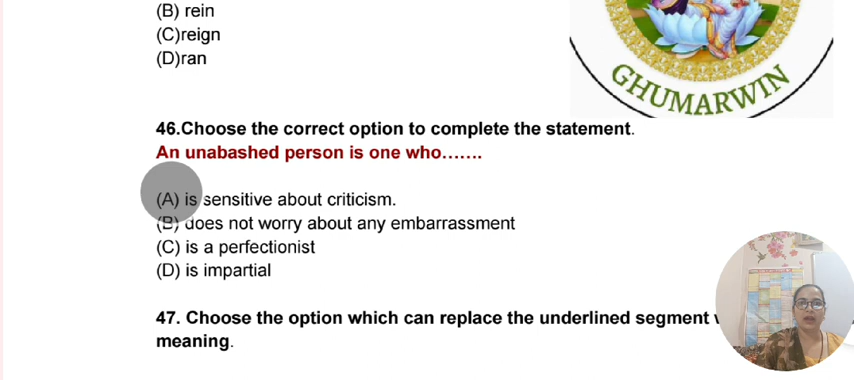 (B) rein
(C)reign
(D)ran
GHUMARWIN
46.Choose the correct option to complete the statement.
An unabashed person is one who…….
(A) is sensitive about criticism.
(B) does not worry about any embarrassment
(C) is a perfectionist
(D) is impartial
47. Choose the option which can replace the underlined segment
meaning.